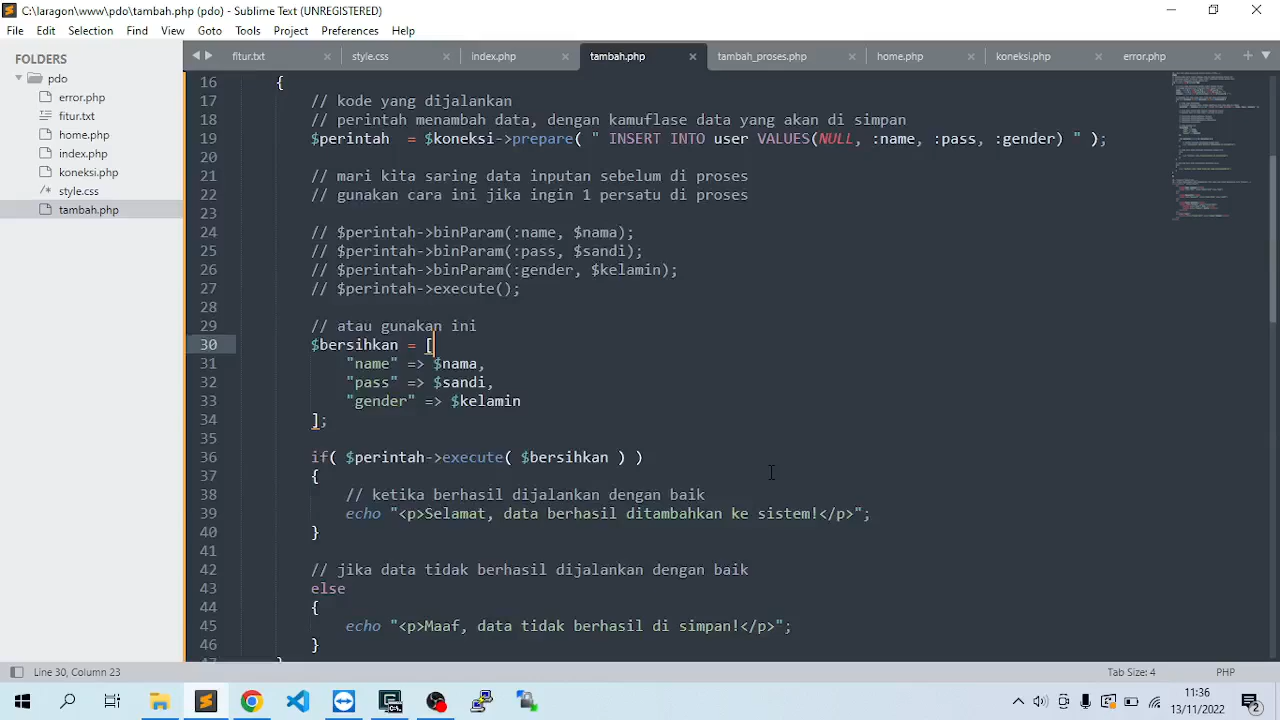 C:\laragon\www\pdo\tambah.php (pdo) - Sublime Text (UNREGISTERED)
File Edit Selection Find View Goto Tools Project Preferences Help
FOLDERS
pdo
error.php
fitur.txt
home.php
index.php
koneksi.php
style.css
tambah.php
fitur.txt style.css index.php tambah.php tambah_proses.php home.php koneksi.php error.php
16 {
17 // kode yang dijalankan
18 // perintah menambahkan, dengan kamuflase data yang akan di simpan
19 $perintah = $koneksi->prepare( " INSERT INTO user VALUES(NULL, :name, :pass, :gender) " );
20
21 // mari kita saring dari inputan sebelum di proses
22 // gunakan cara ini, jika ingin 1 persatu di proses
23
24 // $perintah->binParam(:name, $nama);
25 // $perintah->binParam(:pass, $sandi);
26 // $perintah->binParam(:gender, $kelamin);
27 // $perintah->execute();
28
29 // atau gunakan ini
30 $bersihkan = [
31 "name" => $nama,
32 "pass" => $sandi,
33 "gender" => $kelamin
34 ];
35
36 if( $perintah->execute( $bersihkan ) )
37 {
38 // ketika berhasil dijalankan dengan baik
39 echo "<p>Selamat, data berhasil ditambahkan ke sistem!</p>";
40 }
41
42 // jika data tidak berhasil dijalankan dengan baik
43 else
44 {
45 echo "<p>Maaf, data tidak berhasil di simpan!</p>";
46 }
47 }
Line 30, Column 23
Tab Size: 4
PHP
11:36
13/11/2022
2